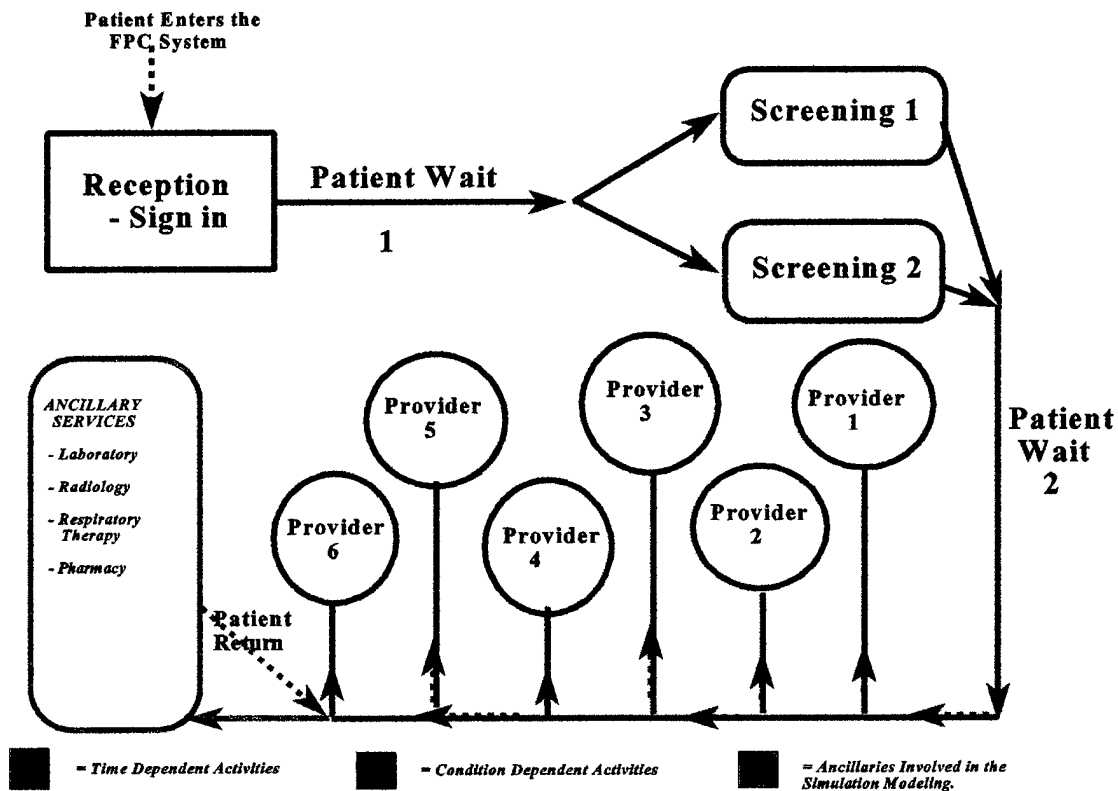 Patient Enters the
FPC System
Reception
- Sign in
Patient Wait
1
Screening 1
Screening 2
Patient
Wait
2
Provider
1
Provider
2
Provider
3
Provider
4
Provider
5
Provider
6
ANCILLARY
SERVICES
- Laboratory
- Radiology
- Respiratory
Therapy
- Pharmacy
Patient
Return
= Time Dependent Activities
= Condition Dependent Activities
= Ancillaries Involved in the
Simulation Modeling.